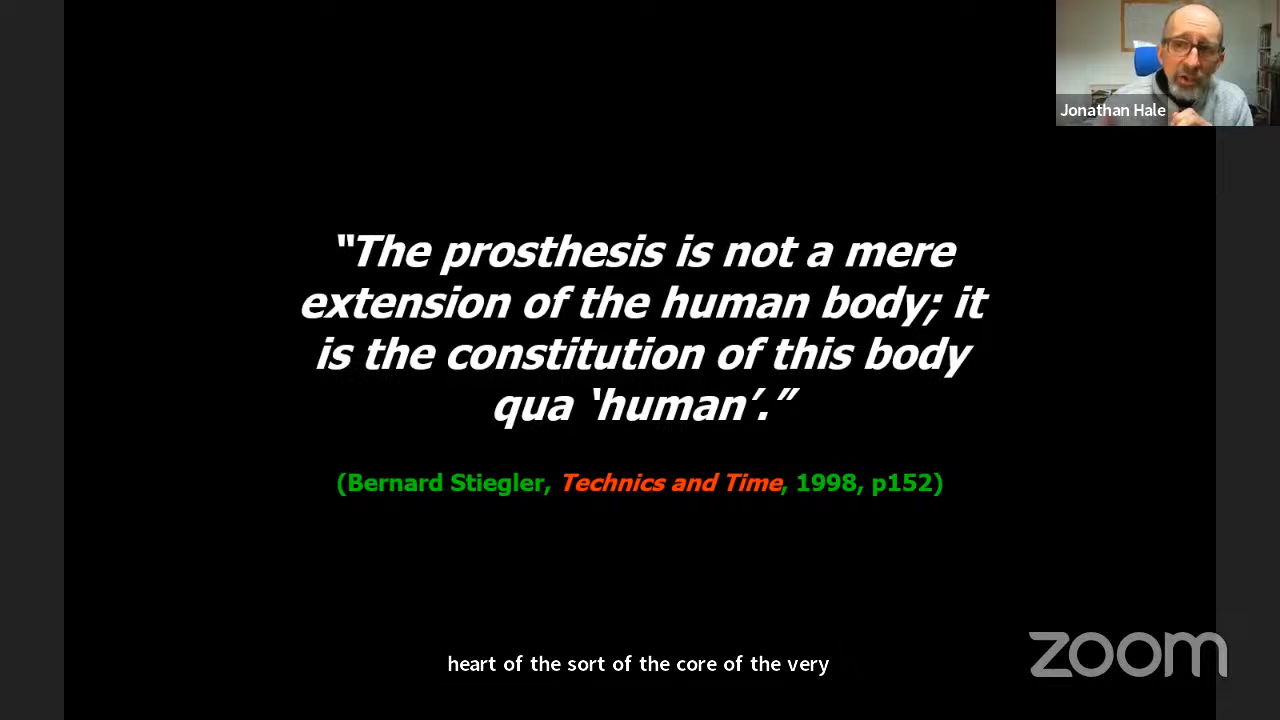 Jonathan Hale
“The prosthesis is not a mere
extension of the human body; it
is the constitution of this body
qua ‘human’.”
(Bernard Stiegler, Technics and Time, 1998, p152)
heart of the sort of the core of the very
zoom